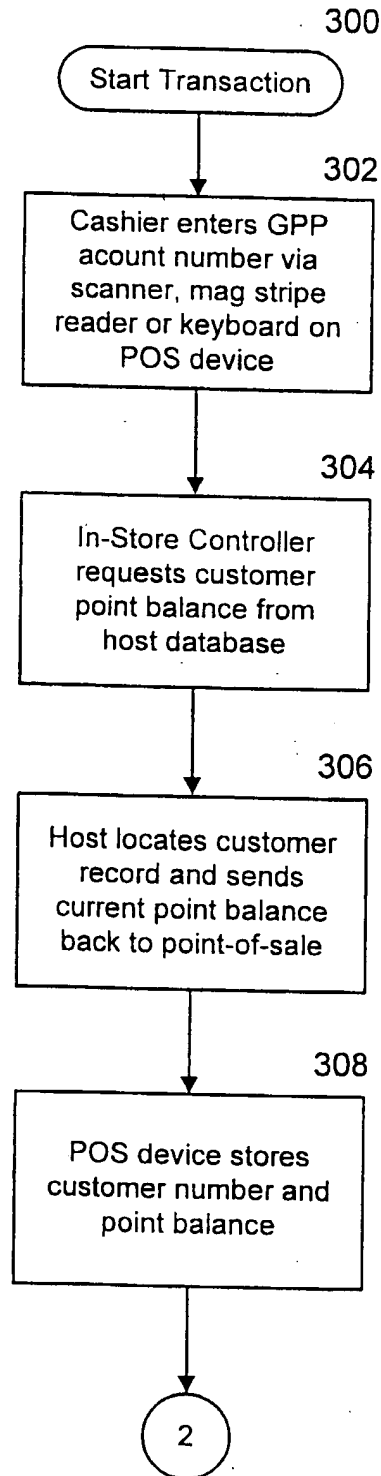 300
Start Transaction
302
Cashier enters GPP
acount number via
scanner, mag stripe
reader or keyboard on
POS device
304
In-Store Controller
requests customer
point balance from
host database
306
Host locates customer
record and sends
current point balance
back to point-of-sale
308
POS device stores
customer number and
point balance
2